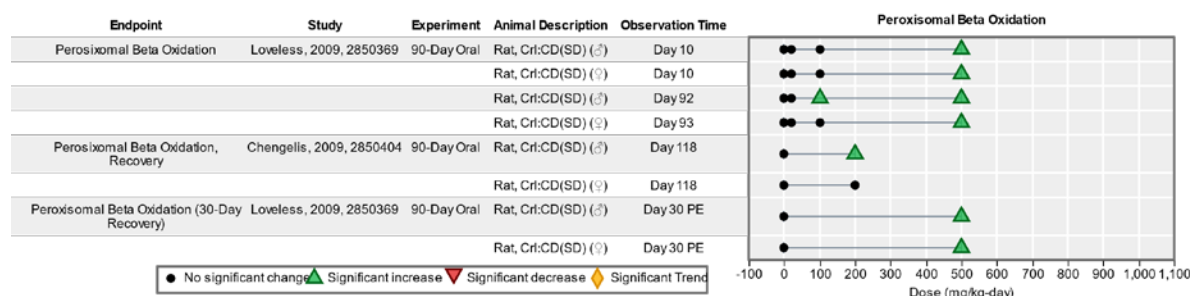 Peroxisomal Beta Oxidation
Endpoint Study Experiment Animal Description Observation Time
Perosixomal Beta Oxidation Loveless, 2009, 2850369 90-Day Oral Rat, Crl:CD(SD) (♂) Day 10
Rat, Crl:CD(SD) (♀) Day 10
Rat, Crl:CD(SD) (♂) Day 92
Rat, Crl:CD(SD) (♀) Day 93
Perosixomal Beta Oxidation, Chengelis, 2009, 2850404 90-Day Oral Rat, Crl:CD(SD) (♂) Day 118
Recovery
Rat, Crl:CD(SD) (♀) Day 118
Peroxisomal Beta Oxidation (30-Day Loveless, 2009, 2850369 90-Day Oral Rat, Crl:CD(SD) (♂) Day 30 PE
Recovery)
Rat, Crl:CD(SD) (♀) Day 30 PE
No significant change Significant increase Significant decrease Significant Trend
-100 0 100 200 300 400 500 600 700 800 900 1,000 1,100
Dose (mg/kg-day)